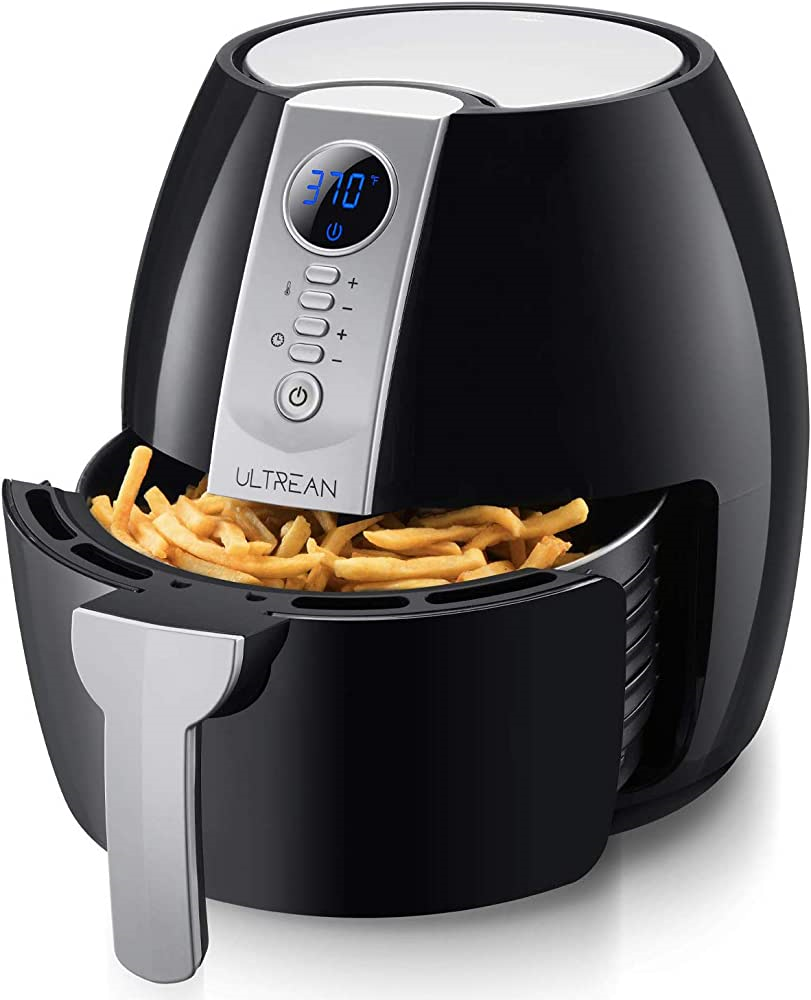 370 °F
+
−
+
−
ULTREAN